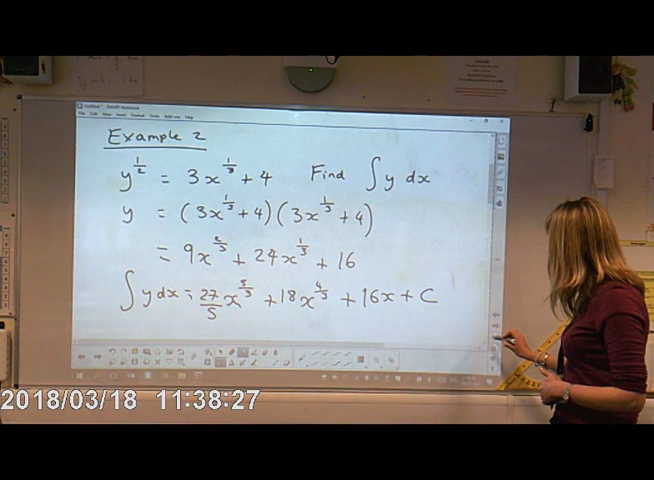 Example 2
y^{1/2} = 3x^{1/3} + 4   Find ∫ y dx
y = (3x^{1/3} + 4)(3x^{1/3} + 4)
= 9x^{2/3} + 24x^{1/3} + 16
∫ y dx = 27/5 x^{5/3} + 18x^{4/3} + 16x + C
2018/03/18 11:38:27